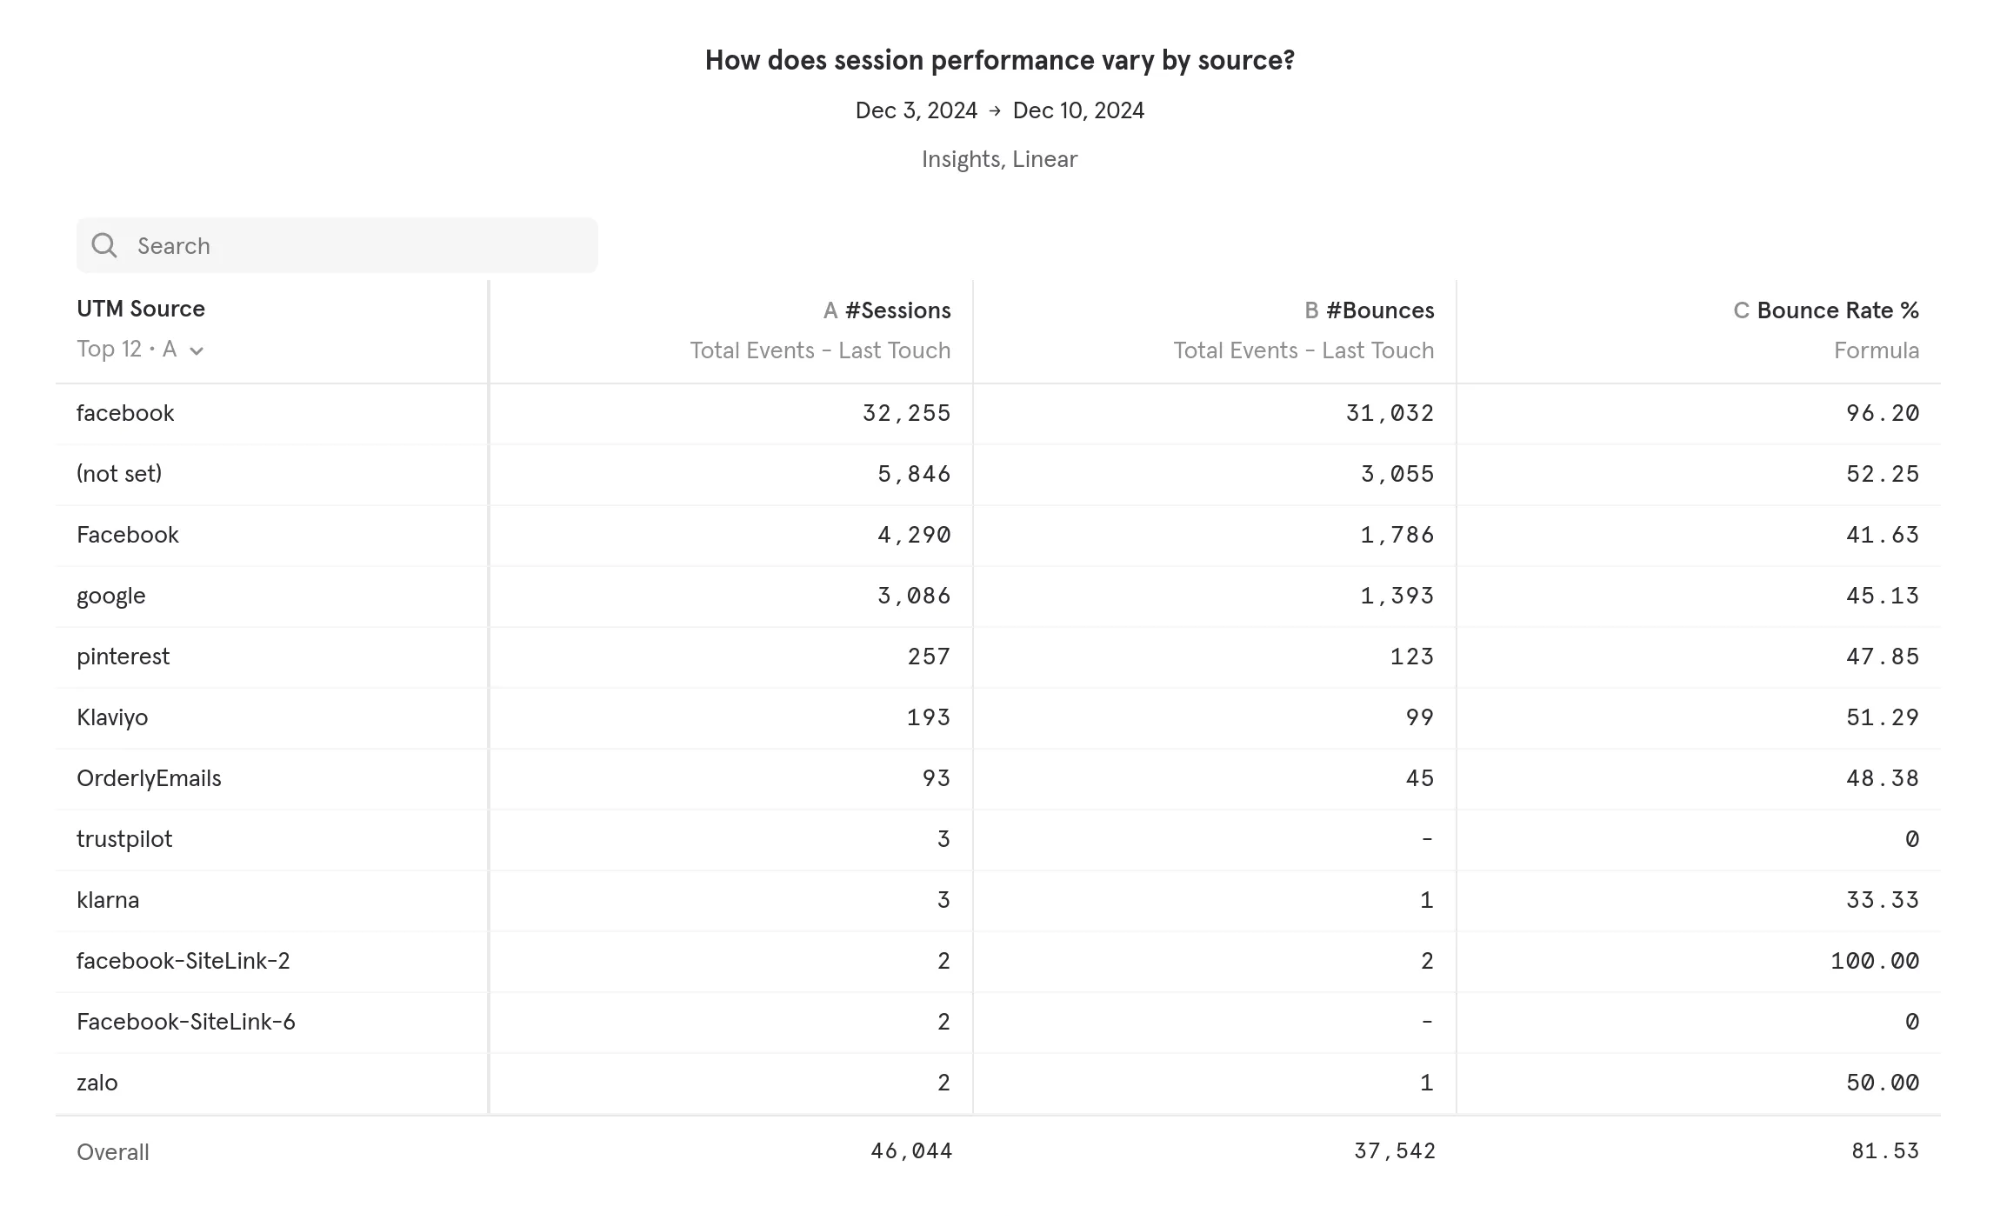 How does session performance vary by source?
Dec 3, 2024 → Dec 10, 2024
Insights, Linear
Search
UTM Source A #Sessions B #Bounces C Bounce Rate %
Top 12 • A Total Events - Last Touch Total Events - Last Touch Formula
facebook 32,255 31,032 96.20
(not set) 5,846 3,055 52.25
Facebook 4,290 1,786 41.63
google 3,086 1,393 45.13
pinterest 257 123 47.85
Klaviyo 193 99 51.29
OrderlyEmails 93 45 48.38
trustpilot 3 - 0
klarna 3 1 33.33
facebook-SiteLink-2 2 2 100.00
Facebook-SiteLink-6 2 - 0
zalo 2 1 50.00
Overall 46,044 37,542 81.53